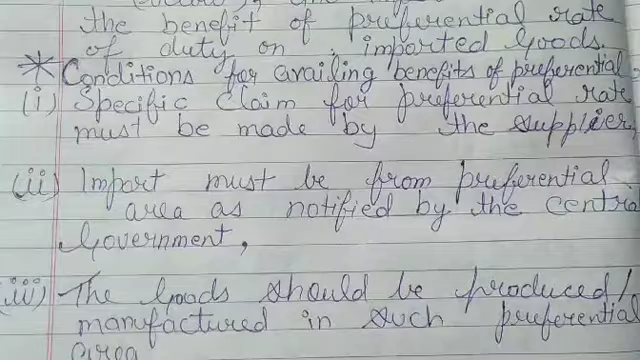 the benefit of preferential rate
of duty on imported Goods.
* Conditions for availing benefits of preferential
(i) Specific Claim for preferential rate
must be made by the supplier,
(ii) Import must be from preferential
area as notified by the central
Government,
(iii) The Goods should be produced/
manufactured in such preferential
area